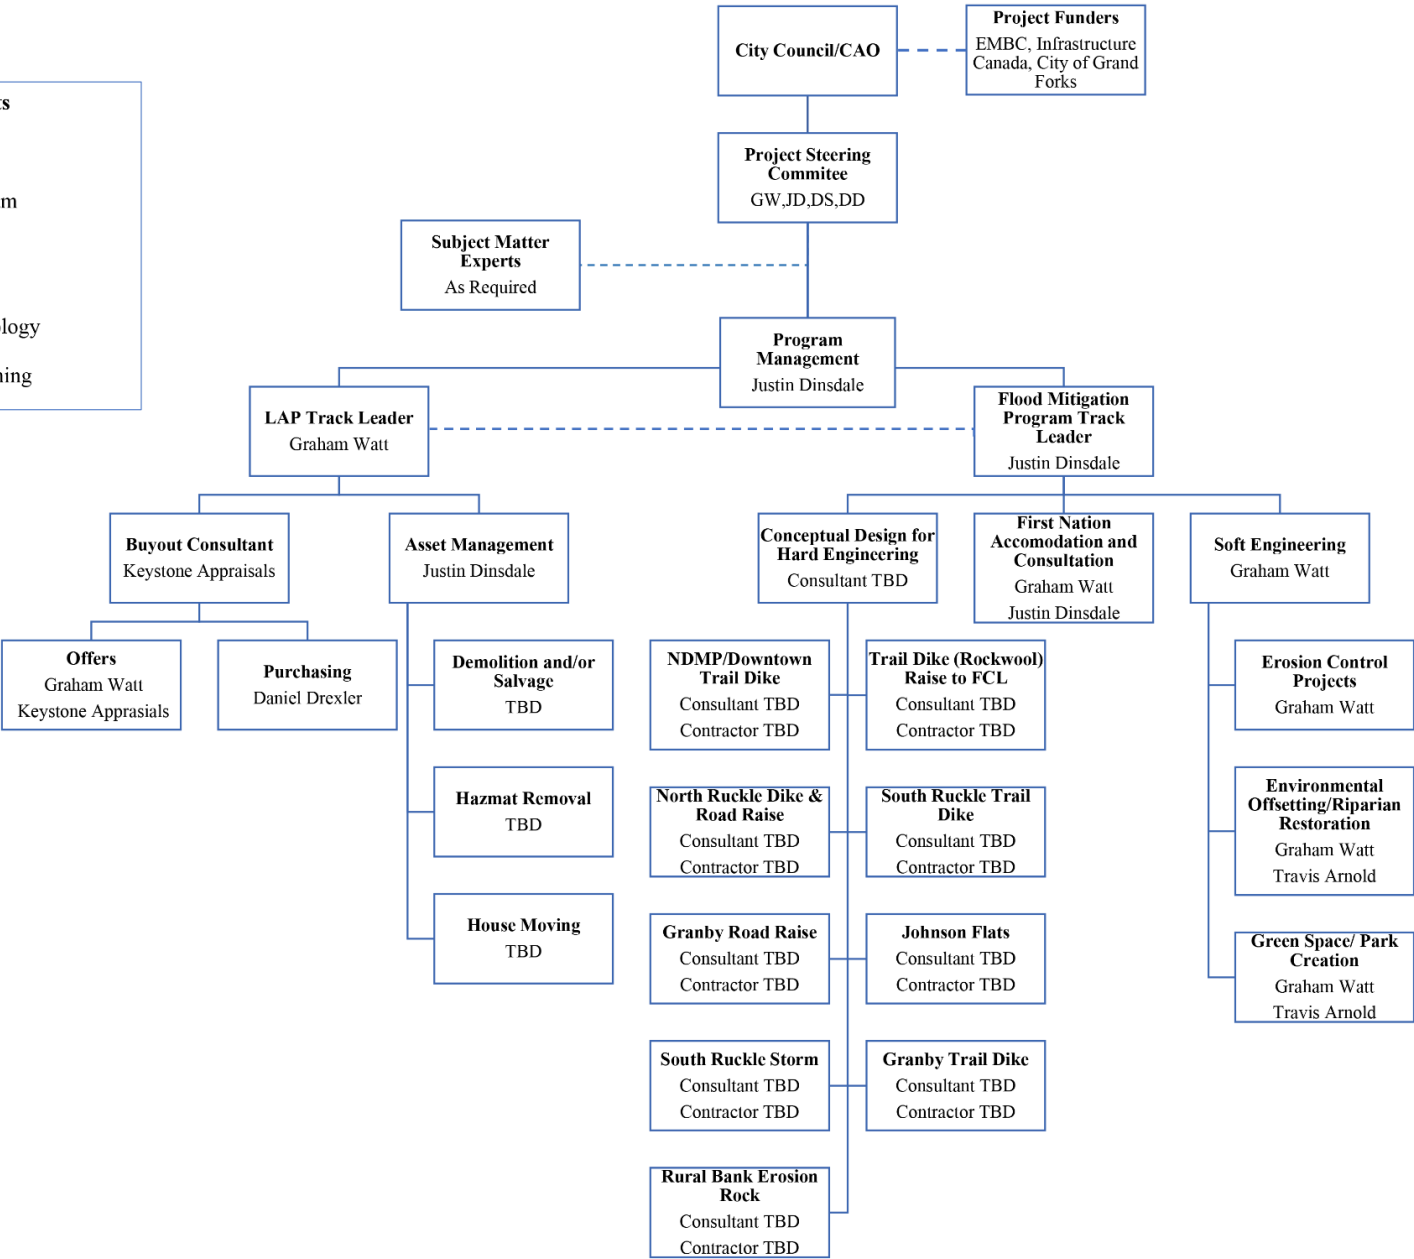 City Council/CAO
Project Funders
EMBC, Infrastructure
Canada, City of Grand
Forks
Project Steering
Commitee
GW,JD,DS,DD
Subject Matter
Experts
As Required
Program
Management
Justin Dinsdale
LAP Track Leader
Graham Watt
Flood Mitigation
Program Track
Leader
Justin Dinsdale
Buyout Consultant
Keystone Appraisals
Asset Management
Justin Dinsdale
Conceptual Design for
Hard Engineering
Consultant TBD
First Nation
Accomodation and
Consultation
Graham Watt
Justin Dinsdale
Soft Engineering
Graham Watt
Offers
Graham Watt
Keystone Apprasials
Purchasing
Daniel Drexler
Demolition and/or
Salvage
TBD
Hazmat Removal
TBD
House Moving
TBD
NDMP/Downtown
Trail Dike
Consultant TBD
Contractor TBD
Trail Dike (Rockwool)
Raise to FCL
Consultant TBD
Contractor TBD
North Ruckle Dike &
Road Raise
Consultant TBD
Contractor TBD
South Ruckle Trail
Dike
Consultant TBD
Contractor TBD
Granby Road Raise
Consultant TBD
Contractor TBD
Johnson Flats
Consultant TBD
Contractor TBD
South Ruckle Storm
Consultant TBD
Contractor TBD
Granby Trail Dike
Consultant TBD
Contractor TBD
Rural Bank Erosion
Rock
Consultant TBD
Contractor TBD
Erosion Control
Projects
Graham Watt
Environmental
Offsetting/Riparian
Restoration
Graham Watt
Travis Arnold
Green Space/ Park
Creation
Graham Watt
Travis Arnold